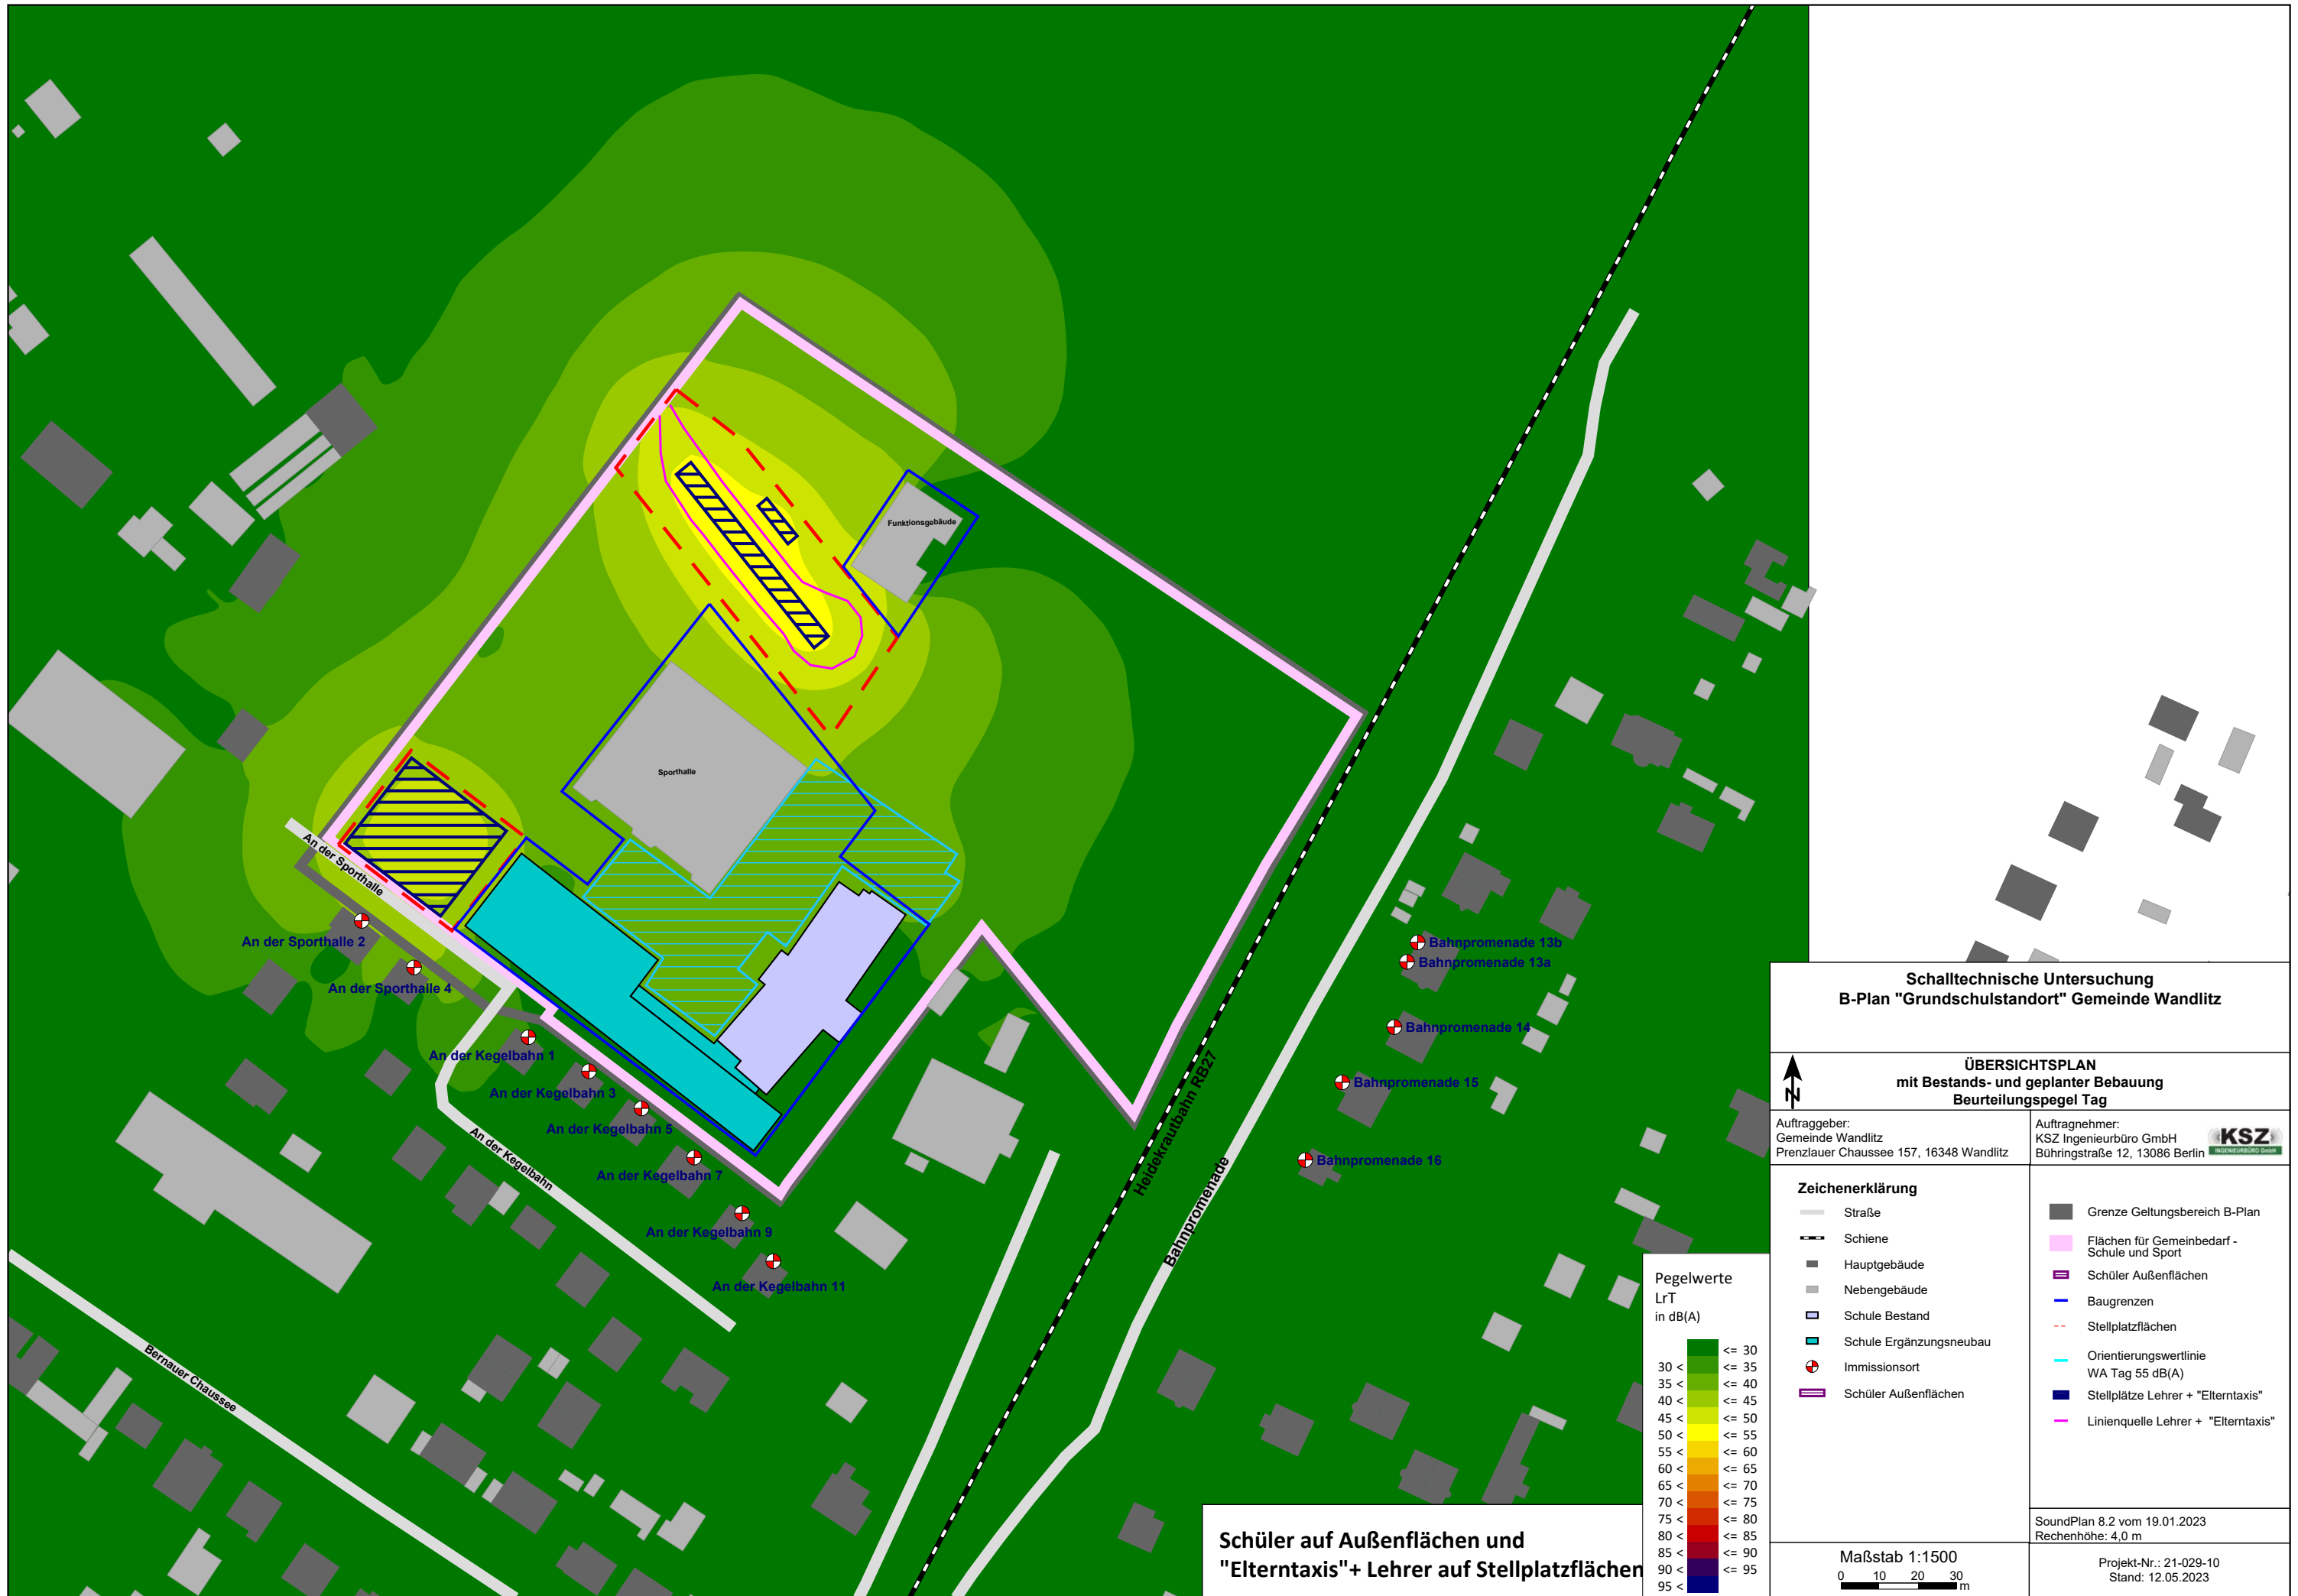 Funktionsgebäude
Sporthalle
An der Sporthalle
An der Sporthalle 2
An der Sporthalle 4
An der Kegelbahn 1
An der Kegelbahn 3
An der Kegelbahn 5
An der Kegelbahn 7
An der Kegelbahn 9
An der Kegelbahn 11
An der Kegelbahn
Bernauer Chaussee
Heidekrautbahn RB27
Bahnpromenade
Bahnpromenade 13b
Bahnpromenade 13a
Bahnpromenade 14
Bahnpromenade 15
Bahnpromenade 16
Schüler auf Außenflächen und
"Elterntaxis"+ Lehrer auf Stellplatzflächen
Pegelwerte
LrT
in dB(A)
<= 30
30 < <= 35
35 < <= 40
40 < <= 45
45 < <= 50
50 < <= 55
55 < <= 60
60 < <= 65
65 < <= 70
70 < <= 75
75 < <= 80
80 < <= 85
85 < <= 90
90 < <= 95
95 <
Schalltechnische Untersuchung
B-Plan "Grundschulstandort" Gemeinde Wandlitz
N
ÜBERSICHTSPLAN
mit Bestands- und geplanter Bebauung
Beurteilungspegel Tag
Auftraggeber:
Gemeinde Wandlitz
Prenzlauer Chaussee 157, 16348 Wandlitz
Auftragnehmer:
KSZ Ingenieurbüro GmbH
Bühringstraße 12, 13086 Berlin
KSZ
INGENIEURBÜRO GmbH
Zeichenerklärung
Straße
Schiene
Hauptgebäude
Nebengebäude
Schule Bestand
Schule Ergänzungsneubau
Immissionsort
Schüler Außenflächen
Grenze Geltungsbereich B-Plan
Flächen für Gemeinbedarf -
Schule und Sport
Schüler Außenflächen
Baugrenzen
Stellplatzflächen
Orientierungswertlinie
WA Tag 55 dB(A)
Stellplätze Lehrer + "Elterntaxis"
Linienquelle Lehrer + "Elterntaxis"
SoundPlan 8.2 vom 19.01.2023
Rechenhöhe: 4,0 m
Maßstab 1:1500
0 10 20 30
m
Projekt-Nr.: 21-029-10
Stand: 12.05.2023